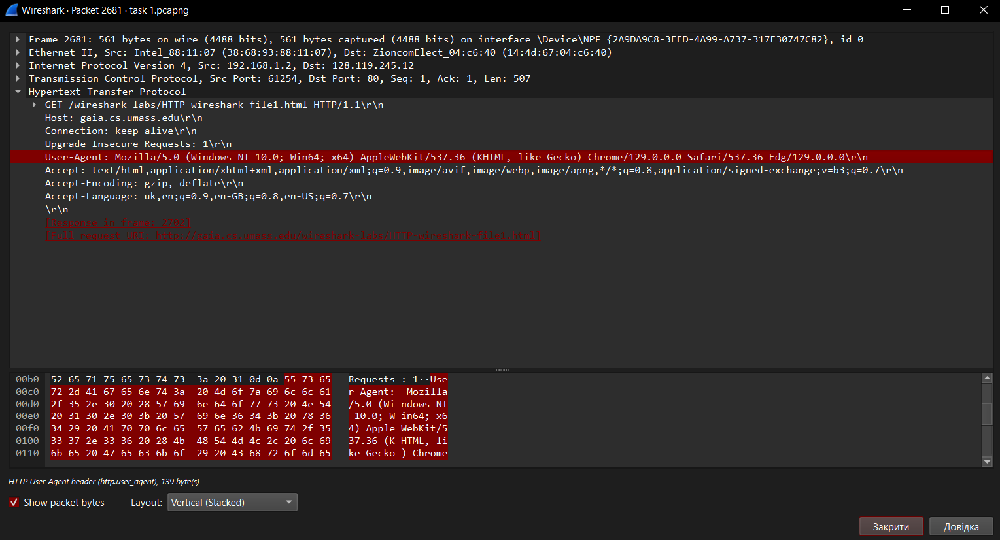 Wireshark · Packet 2681 · task 1.pcapng
Frame 2681: 561 bytes on wire (4488 bits), 561 bytes captured (4488 bits) on interface \Device\NPF_{2A9DA9C8-3EED-4A99-A737-317E30747C82}, id 0
Ethernet II, Src: Intel_88:11:07 (38:68:93:88:11:07), Dst: ZioncomElect_04:c6:40 (14:4d:67:04:c6:40)
Internet Protocol Version 4, Src: 192.168.1.2, Dst: 128.119.245.12
Transmission Control Protocol, Src Port: 61254, Dst Port: 80, Seq: 1, Ack: 1, Len: 507
Hypertext Transfer Protocol
GET /wireshark-labs/HTTP-wireshark-file1.html HTTP/1.1\r\n
Host: gaia.cs.umass.edu\r\n
Connection: keep-alive\r\n
Upgrade-Insecure-Requests: 1\r\n
User-Agent: Mozilla/5.0 (Windows NT 10.0; Win64; x64) AppleWebKit/537.36 (KHTML, like Gecko) Chrome/129.0.0.0 Safari/537.36 Edg/129.0.0.0\r\n
Accept: text/html,application/xhtml+xml,application/xml;q=0.9,image/avif,image/webp,image/apng,*/*;q=0.8,application/signed-exchange;v=b3;q=0.7\r\n
Accept-Encoding: gzip, deflate\r\n
Accept-Language: uk,en;q=0.9,en-GB;q=0.8,en-US;q=0.7\r\n
\r\n
[Response in frame: 2702]
[Full request URI: http://gaia.cs.umass.edu/wireshark-labs/HTTP-wireshark-file1.html]
00b0 52 65 71 75 65 73 74 73 3a 20 31 0d 0a 55 73 65 Requests : 1··Use
00c0 72 2d 41 67 65 6e 74 3a 20 4d 6f 7a 69 6c 6c 61 r-Agent: Mozilla
00d0 2f 35 2e 30 20 28 57 69 6e 64 6f 77 73 20 4e 54 /5.0 (Wi ndows NT
00e0 20 31 30 2e 30 3b 20 57 69 6e 36 34 3b 20 78 36 10.0; W in64; x6
00f0 34 29 20 41 70 70 6c 65 57 65 62 4b 69 74 2f 35 4) Apple WebKit/5
0100 33 37 2e 33 36 20 28 4b 48 54 4d 4c 2c 20 6c 69 37.36 (K HTML, li
0110 6b 65 20 47 65 63 6b 6f 29 20 43 68 72 6f 6d 65 ke Gecko ) Chrome
HTTP User-Agent header (http.user_agent), 139 byte(s)
Show packet bytes Layout: Vertical (Stacked)
Закрити Довідка